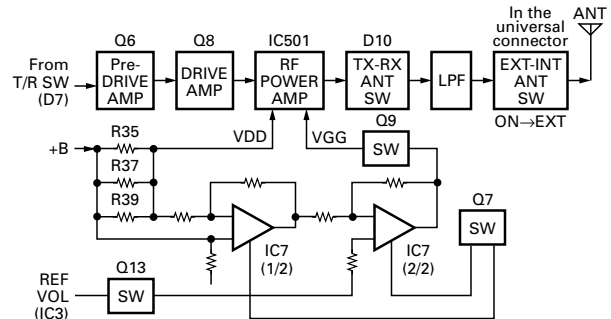 In the
universal
connector
ANT
Q6
Q8
IC501
D10
From
T/R SW
(D7)
Pre-
DRIVE
AMP
DRIVE
AMP
RF
POWER
AMP
TX-RX
ANT
SW
LPF
EXT-INT
ANT
SW
ON→EXT
+B
R35
R37
R39
VDD
VGG
Q9
SW
Q7
SW
IC7
(1/2)
IC7
(2/2)
REF
VOL
(IC3)
Q13
SW